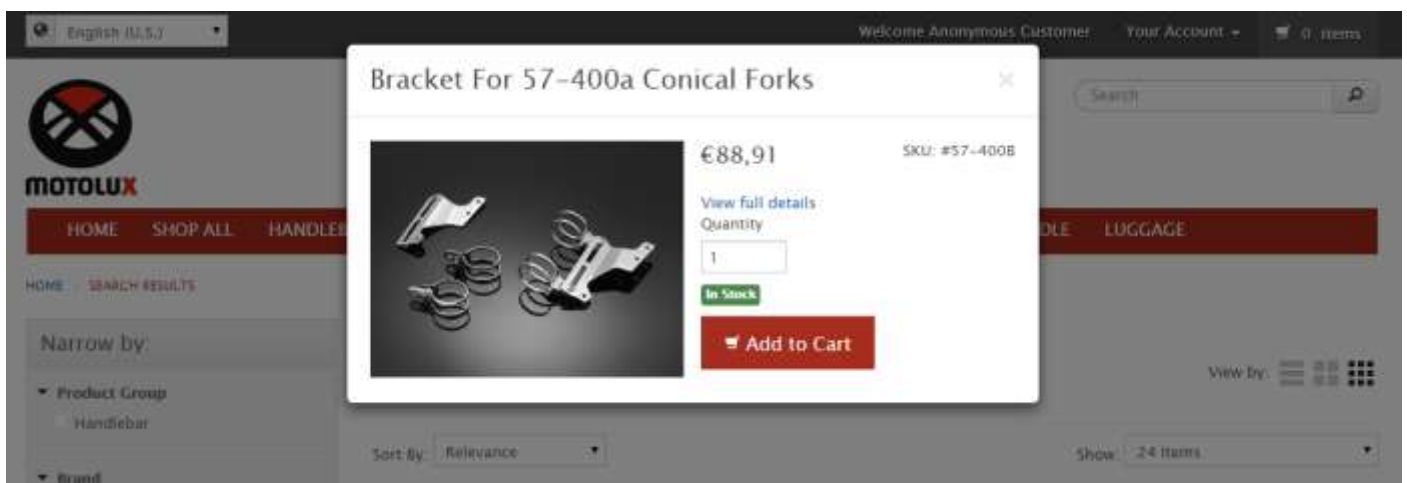 English (U.S.)
Welcome Anonymous Customer
Your Account
0 items
Bracket For 57-400a Conical Forks
×
Search
MOTOLUX
€88,91
SKU: #57-400B
View full details
Quantity
1
In Stock
Add to Cart
HOME
SHOP ALL
LUGGAGE
HOME
SEARCH RESULTS
Narrow by:
Product Group
Handlebar
Brand
View by:
Sort By:
Relevance
Show:
24 Items